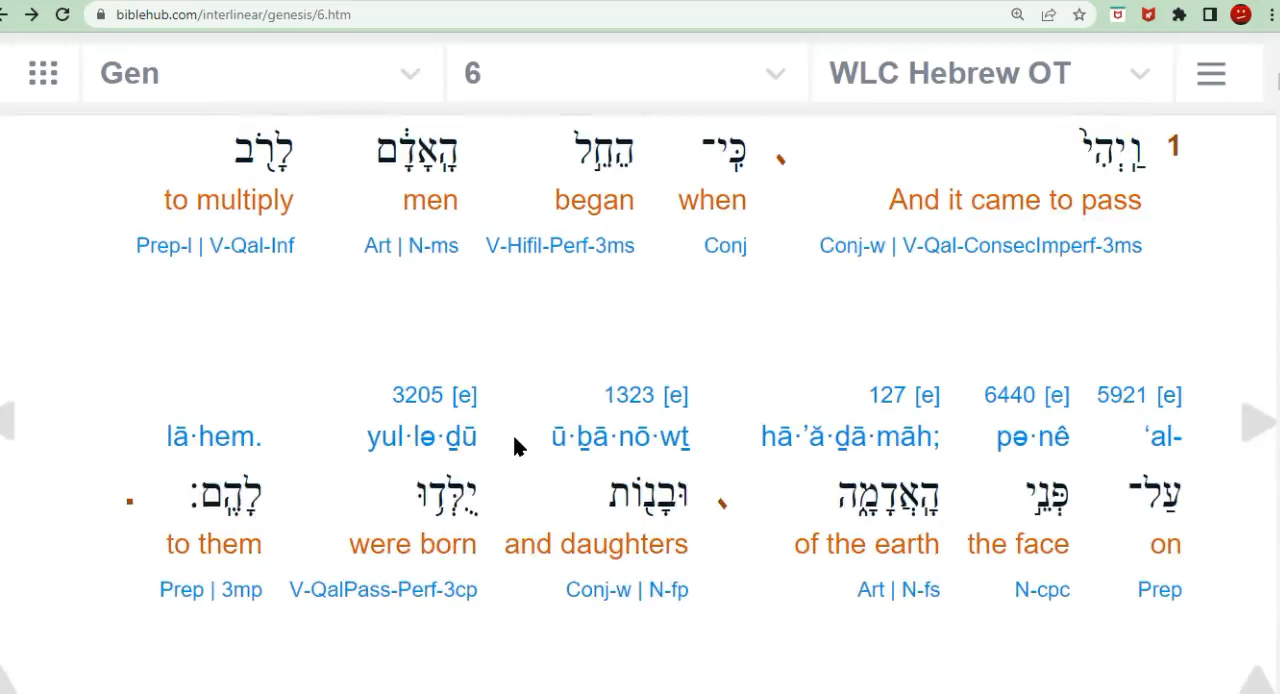 biblehub.com/interlinear/genesis/6.htm
Gen 6 WLC Hebrew OT
1 וַֽיְהִי֙ כִּֽי־ הֵחֵ֣ל הָֽאָדָ֔ם לָרֹ֖ב
And it came to pass when began men to multiply
Conj-w | V-Qal-ConsecImperf-3ms Conj V-Hifil-Perf-3ms Art | N-ms Prep-l | V-Qal-Inf
5921 [e] 6440 [e] 127 [e] 1323 [e] 3205 [e]
‘al- pə·nê hā·’ă·ḏā·māh; ū·ḇā·nō·wṯ yul·lə·ḏū lā·hem.
עַל־ פְּנֵ֣י הָֽאֲדָמָ֑ה וּבָנ֖וֹת יֻלְּד֥וּ לָהֶֽם׃
on the face of the earth and daughters were born to them
Prep N-cpc Art | N-fs Conj-w | N-fp V-QalPass-Perf-3cp Prep | 3mp